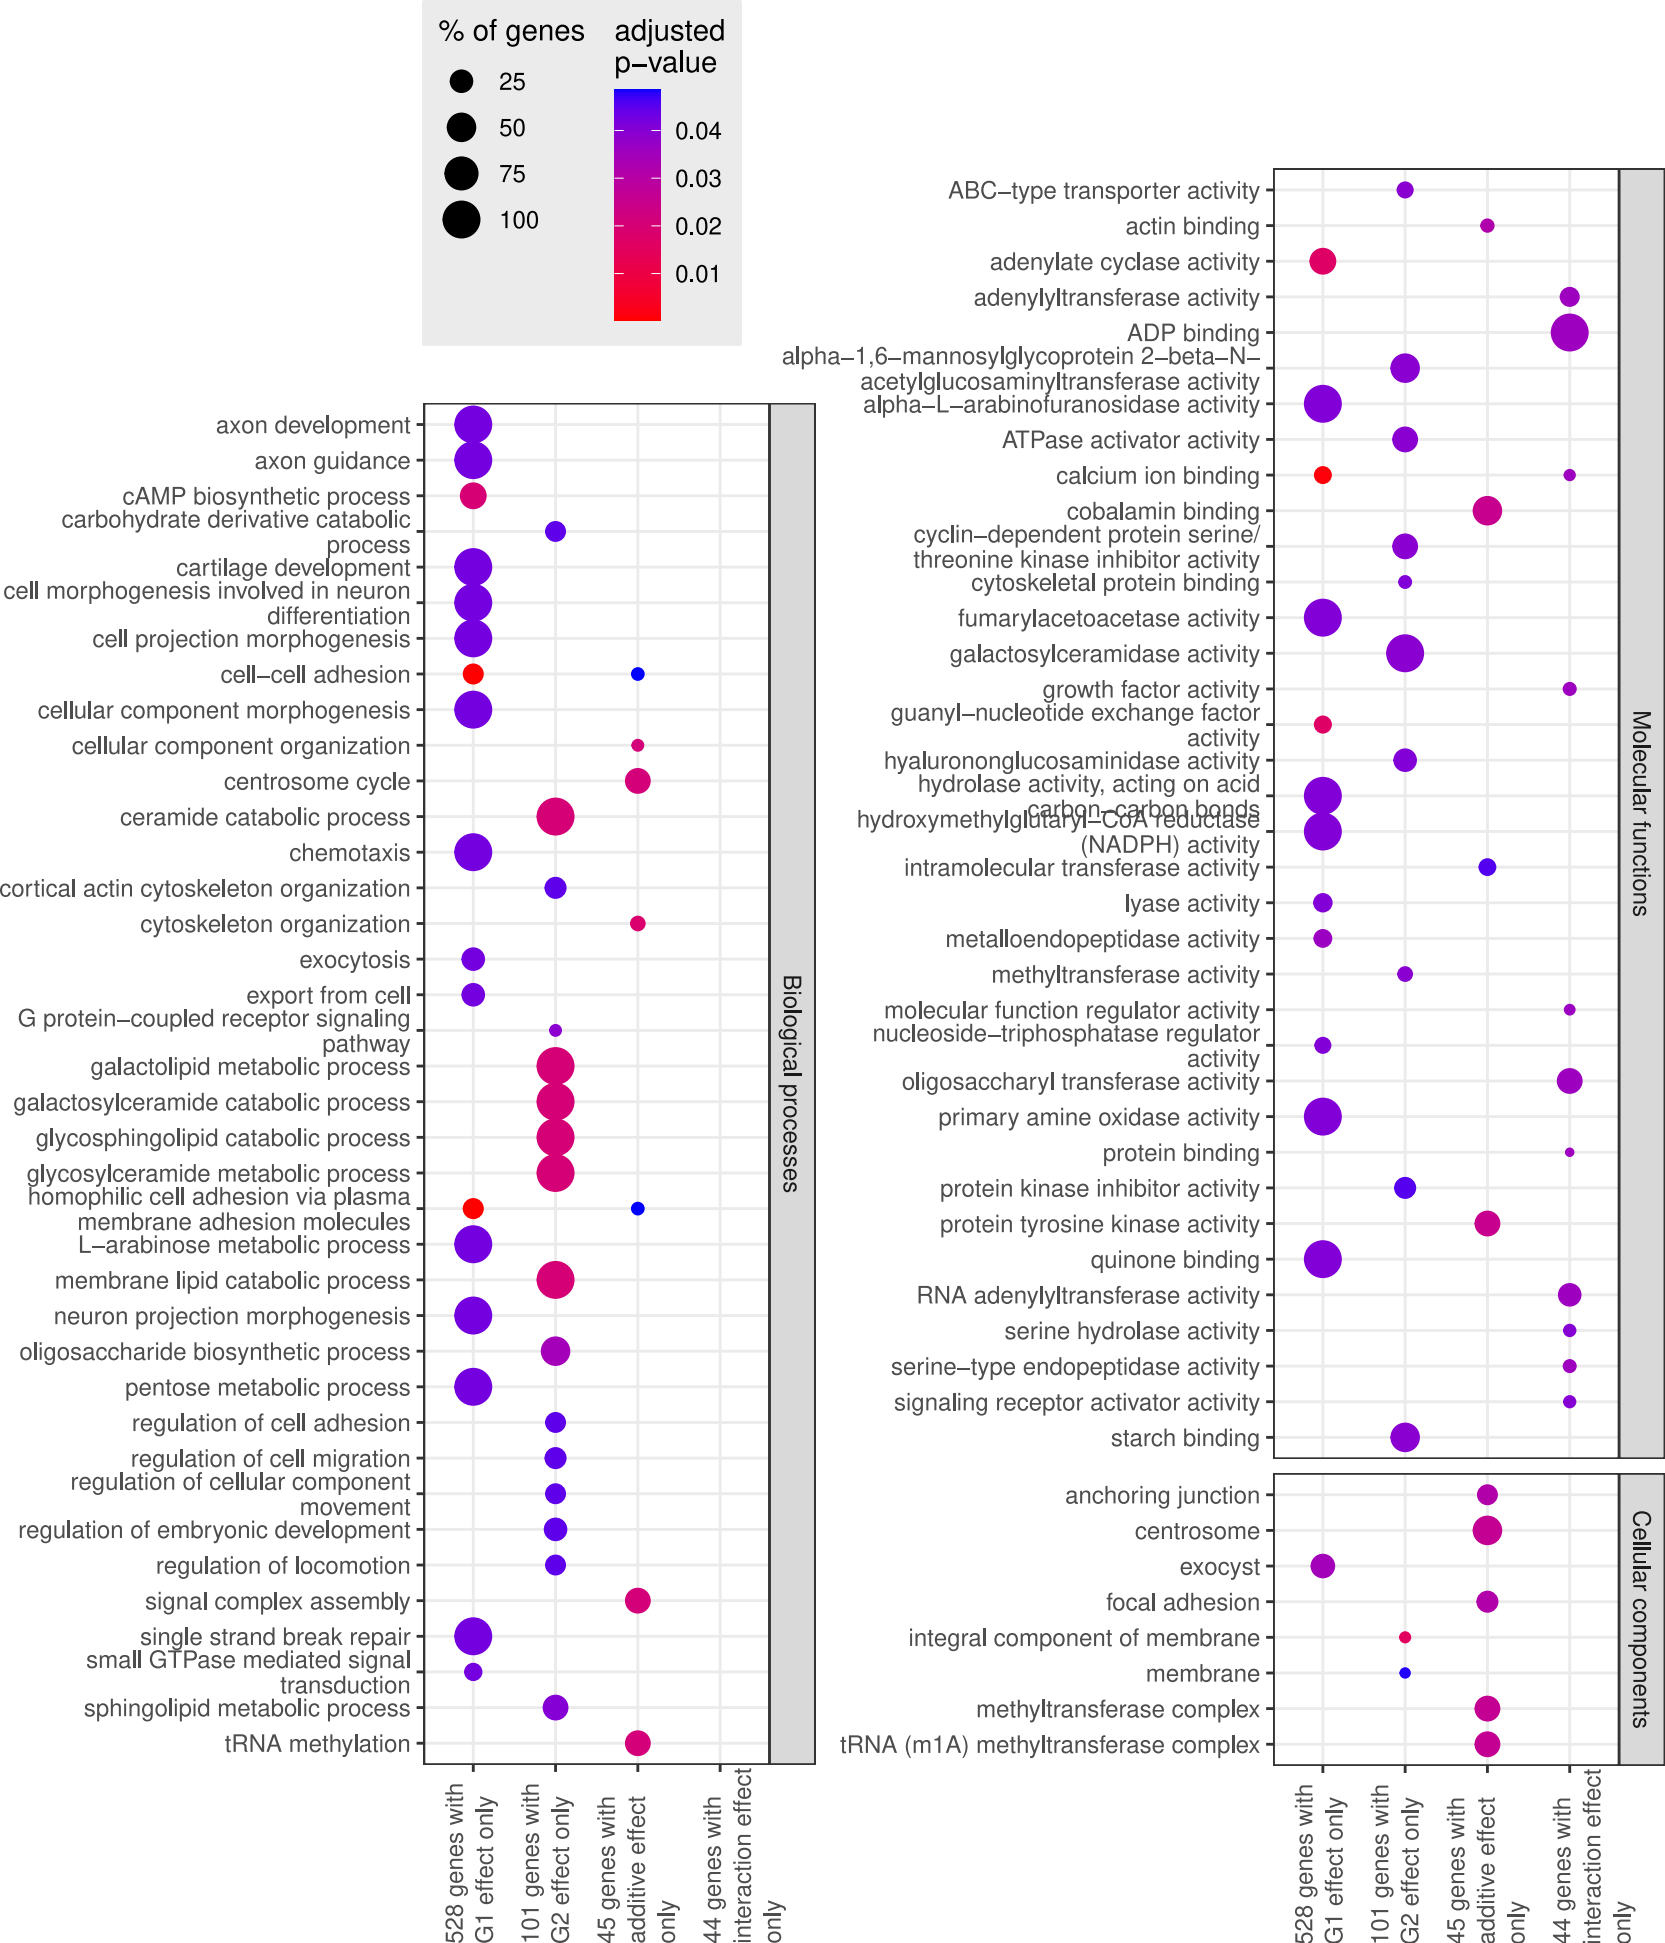 % of genes
25
50
75
100
adjusted
p−value
0.04
0.03
0.02
0.01
axon development
axon guidance
cAMP biosynthetic process
carbohydrate derivative catabolic
process
cartilage development
cell morphogenesis involved in neuron
differentiation
cell projection morphogenesis
cell−cell adhesion
cellular component morphogenesis
cellular component organization
centrosome cycle
ceramide catabolic process
chemotaxis
cortical actin cytoskeleton organization
cytoskeleton organization
exocytosis
export from cell
G protein−coupled receptor signaling
pathway
galactolipid metabolic process
galactosylceramide catabolic process
glycosphingolipid catabolic process
glycosylceramide metabolic process
homophilic cell adhesion via plasma
membrane adhesion molecules
L−arabinose metabolic process
membrane lipid catabolic process
neuron projection morphogenesis
oligosaccharide biosynthetic process
pentose metabolic process
regulation of cell adhesion
regulation of cell migration
regulation of cellular component
movement
regulation of embryonic development
regulation of locomotion
signal complex assembly
single strand break repair
small GTPase mediated signal
transduction
sphingolipid metabolic process
tRNA methylation
Biological processes
528 genes with
G1 effect only
101 genes with
G2 effect only
45 genes with
additive effect
only
44 genes with
interaction effect
only
ABC−type transporter activity
actin binding
adenylate cyclase activity
adenylyltransferase activity
ADP binding
alpha−1,6−mannosylglycoprotein 2−beta−N−
acetylglucosaminyltransferase activity
alpha−L−arabinofuranosidase activity
ATPase activator activity
calcium ion binding
cobalamin binding
cyclin−dependent protein serine/
threonine kinase inhibitor activity
cytoskeletal protein binding
fumarylacetoacetase activity
galactosylceramidase activity
growth factor activity
guanyl−nucleotide exchange factor
activity
hyalurononglucosaminidase activity
hydrolase activity, acting on acid
carbon−carbon bonds
hydroxymethylglutaryl−CoA reductase
(NADPH) activity
intramolecular transferase activity
lyase activity
metalloendopeptidase activity
methyltransferase activity
molecular function regulator activity
nucleoside−triphosphatase regulator
activity
oligosaccharyl transferase activity
primary amine oxidase activity
protein binding
protein kinase inhibitor activity
protein tyrosine kinase activity
quinone binding
RNA adenylyltransferase activity
serine hydrolase activity
serine−type endopeptidase activity
signaling receptor activator activity
starch binding
Molecular functions
anchoring junction
centrosome
exocyst
focal adhesion
integral component of membrane
membrane
methyltransferase complex
tRNA (m1A) methyltransferase complex
Cellular components
528 genes with
G1 effect only
101 genes with
G2 effect only
45 genes with
additive effect
only
44 genes with
interaction effect
only